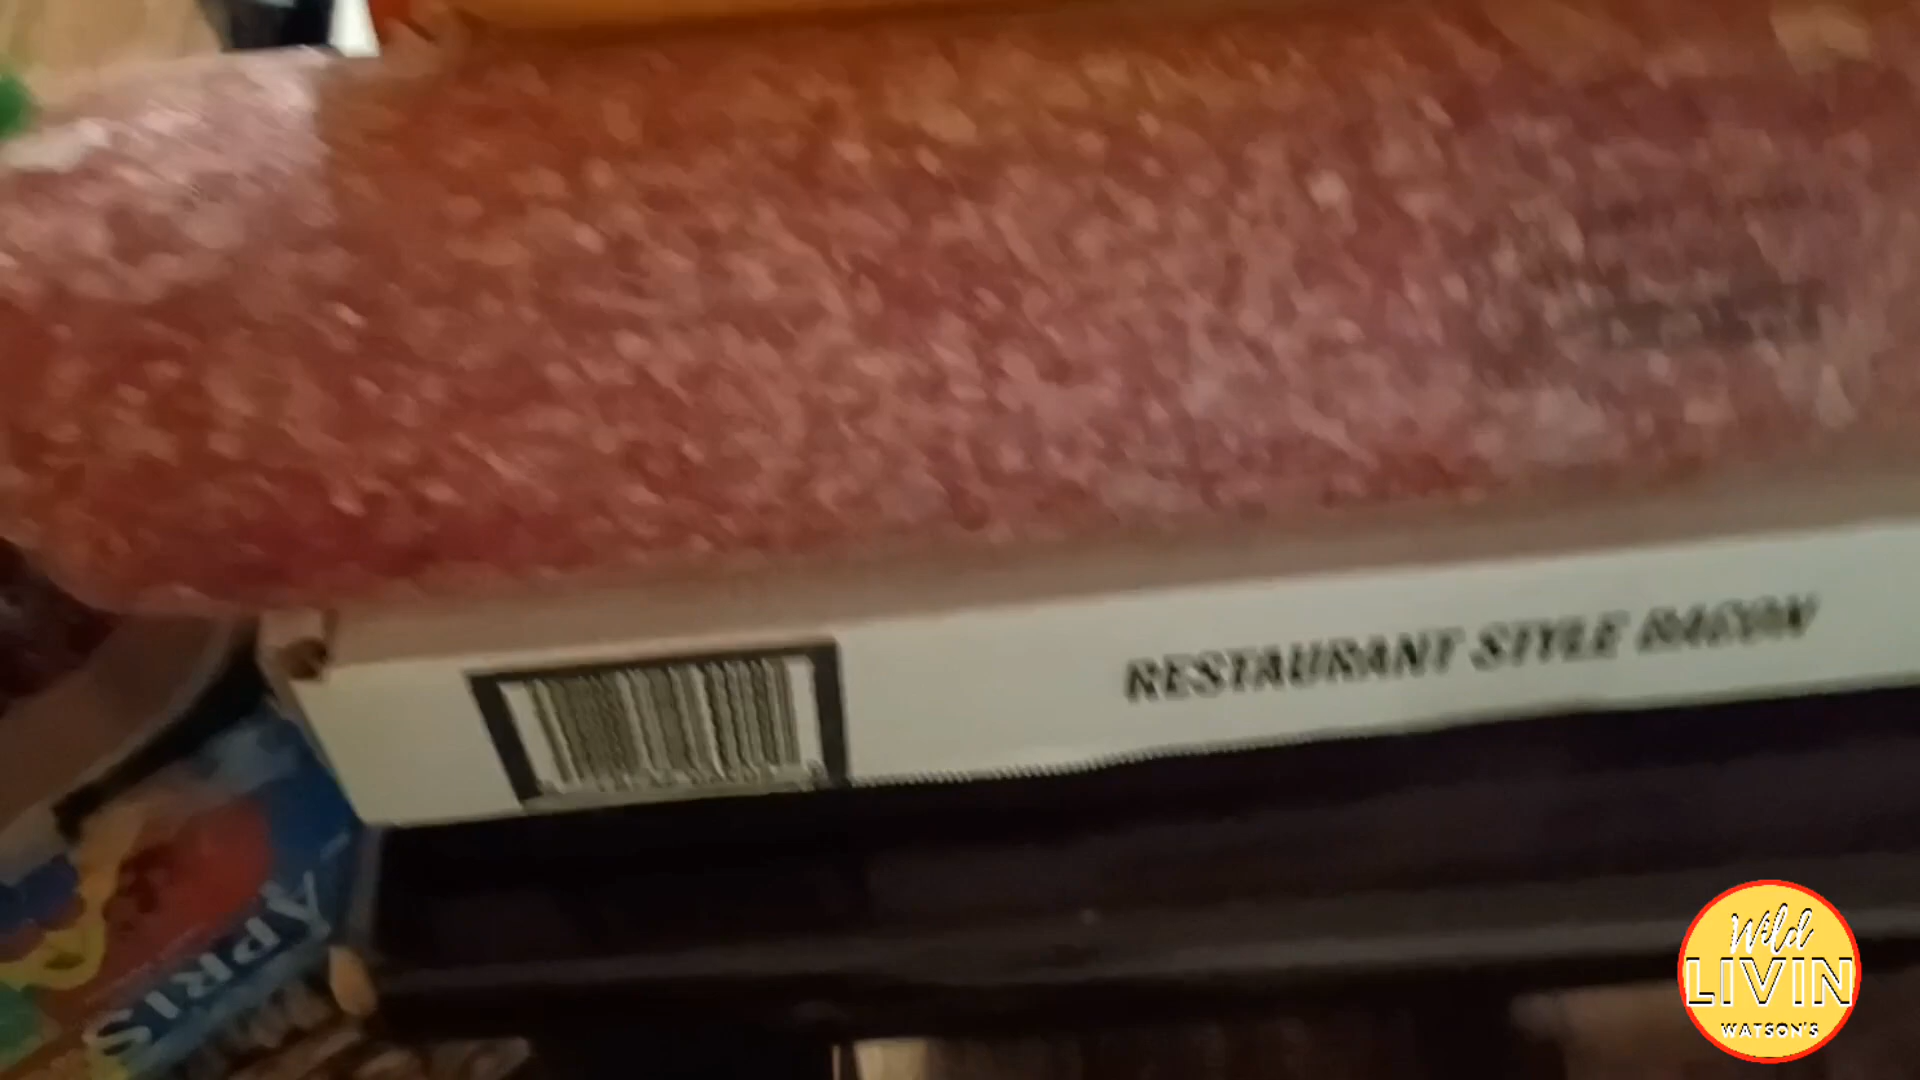 RESTAURANT STYLE BACON
APRIS
Wild
LIVIN
WATSON'S